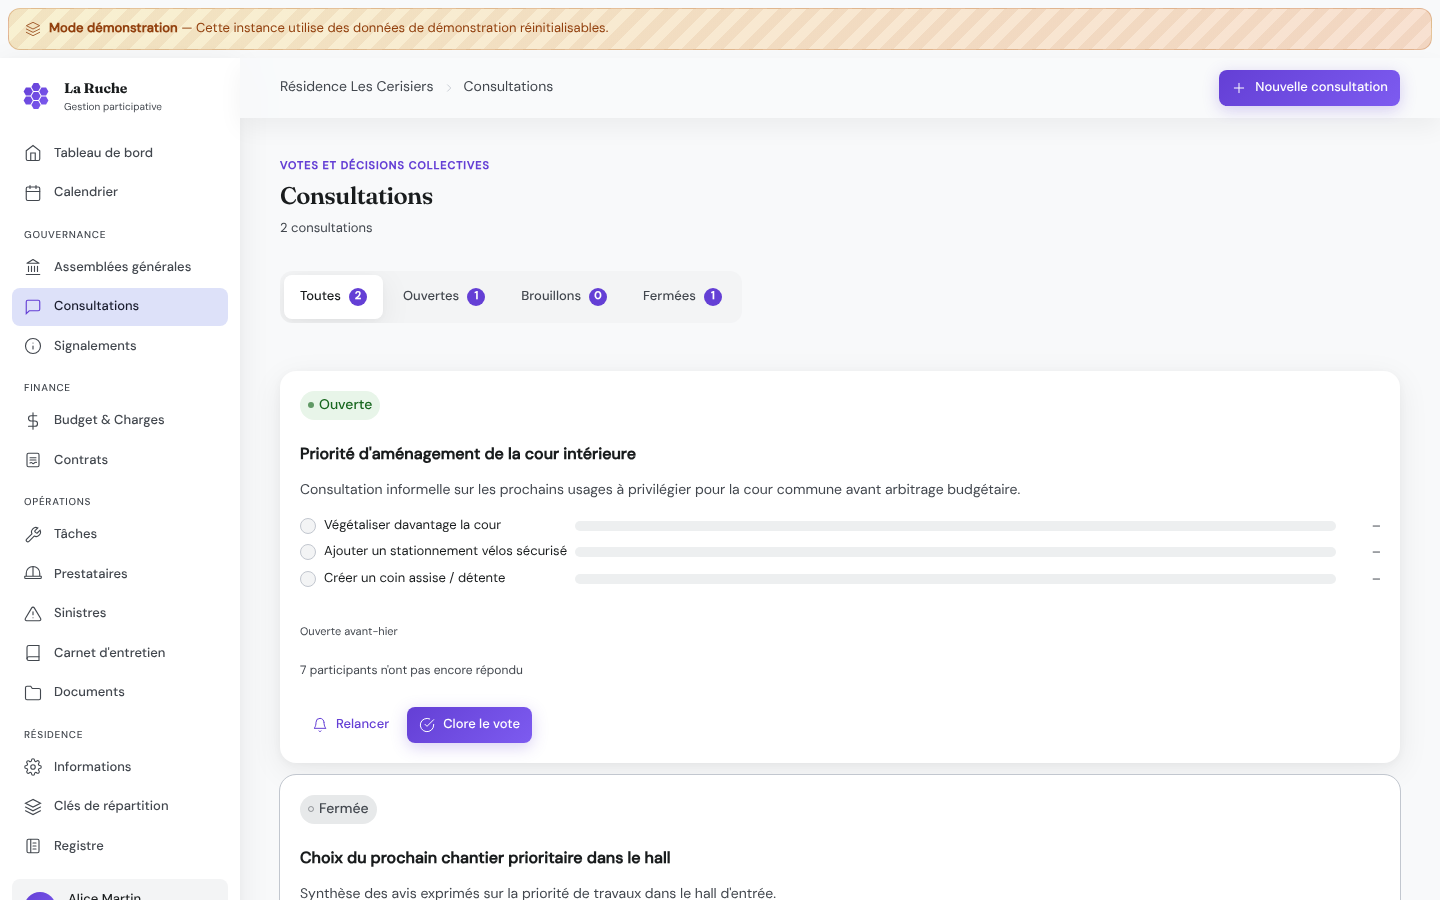 Mode démonstration — Cette instance utilise des données de démonstration réinitialisables.
La Ruche
Gestion participative
Tableau de bord
Calendrier
GOUVERNANCE
Assemblées générales
Consultations
Signalements
FINANCE
Budget & Charges
Contrats
OPÉRATIONS
Tâches
Prestataires
Sinistres
Carnet d'entretien
Documents
RÉSIDENCE
Informations
Clés de répartition
Registre
Alice Martin
Résidence Les Cerisiers > Consultations
Nouvelle consultation
VOTES ET DÉCISIONS COLLECTIVES
Consultations
2 consultations
Toutes 2 Ouvertes 1 Brouillons 0 Fermées 1
Ouverte
Priorité d'aménagement de la cour intérieure
Consultation informelle sur les prochains usages à privilégier pour la cour commune avant arbitrage budgétaire.
Végétaliser davantage la cour –
Ajouter un stationnement vélos sécurisé –
Créer un coin assise / détente –
Ouverte avant-hier
7 participants n'ont pas encore répondu
Relancer Clore le vote
Fermée
Choix du prochain chantier prioritaire dans le hall
Synthèse des avis exprimés sur la priorité de travaux dans le hall d'entrée.